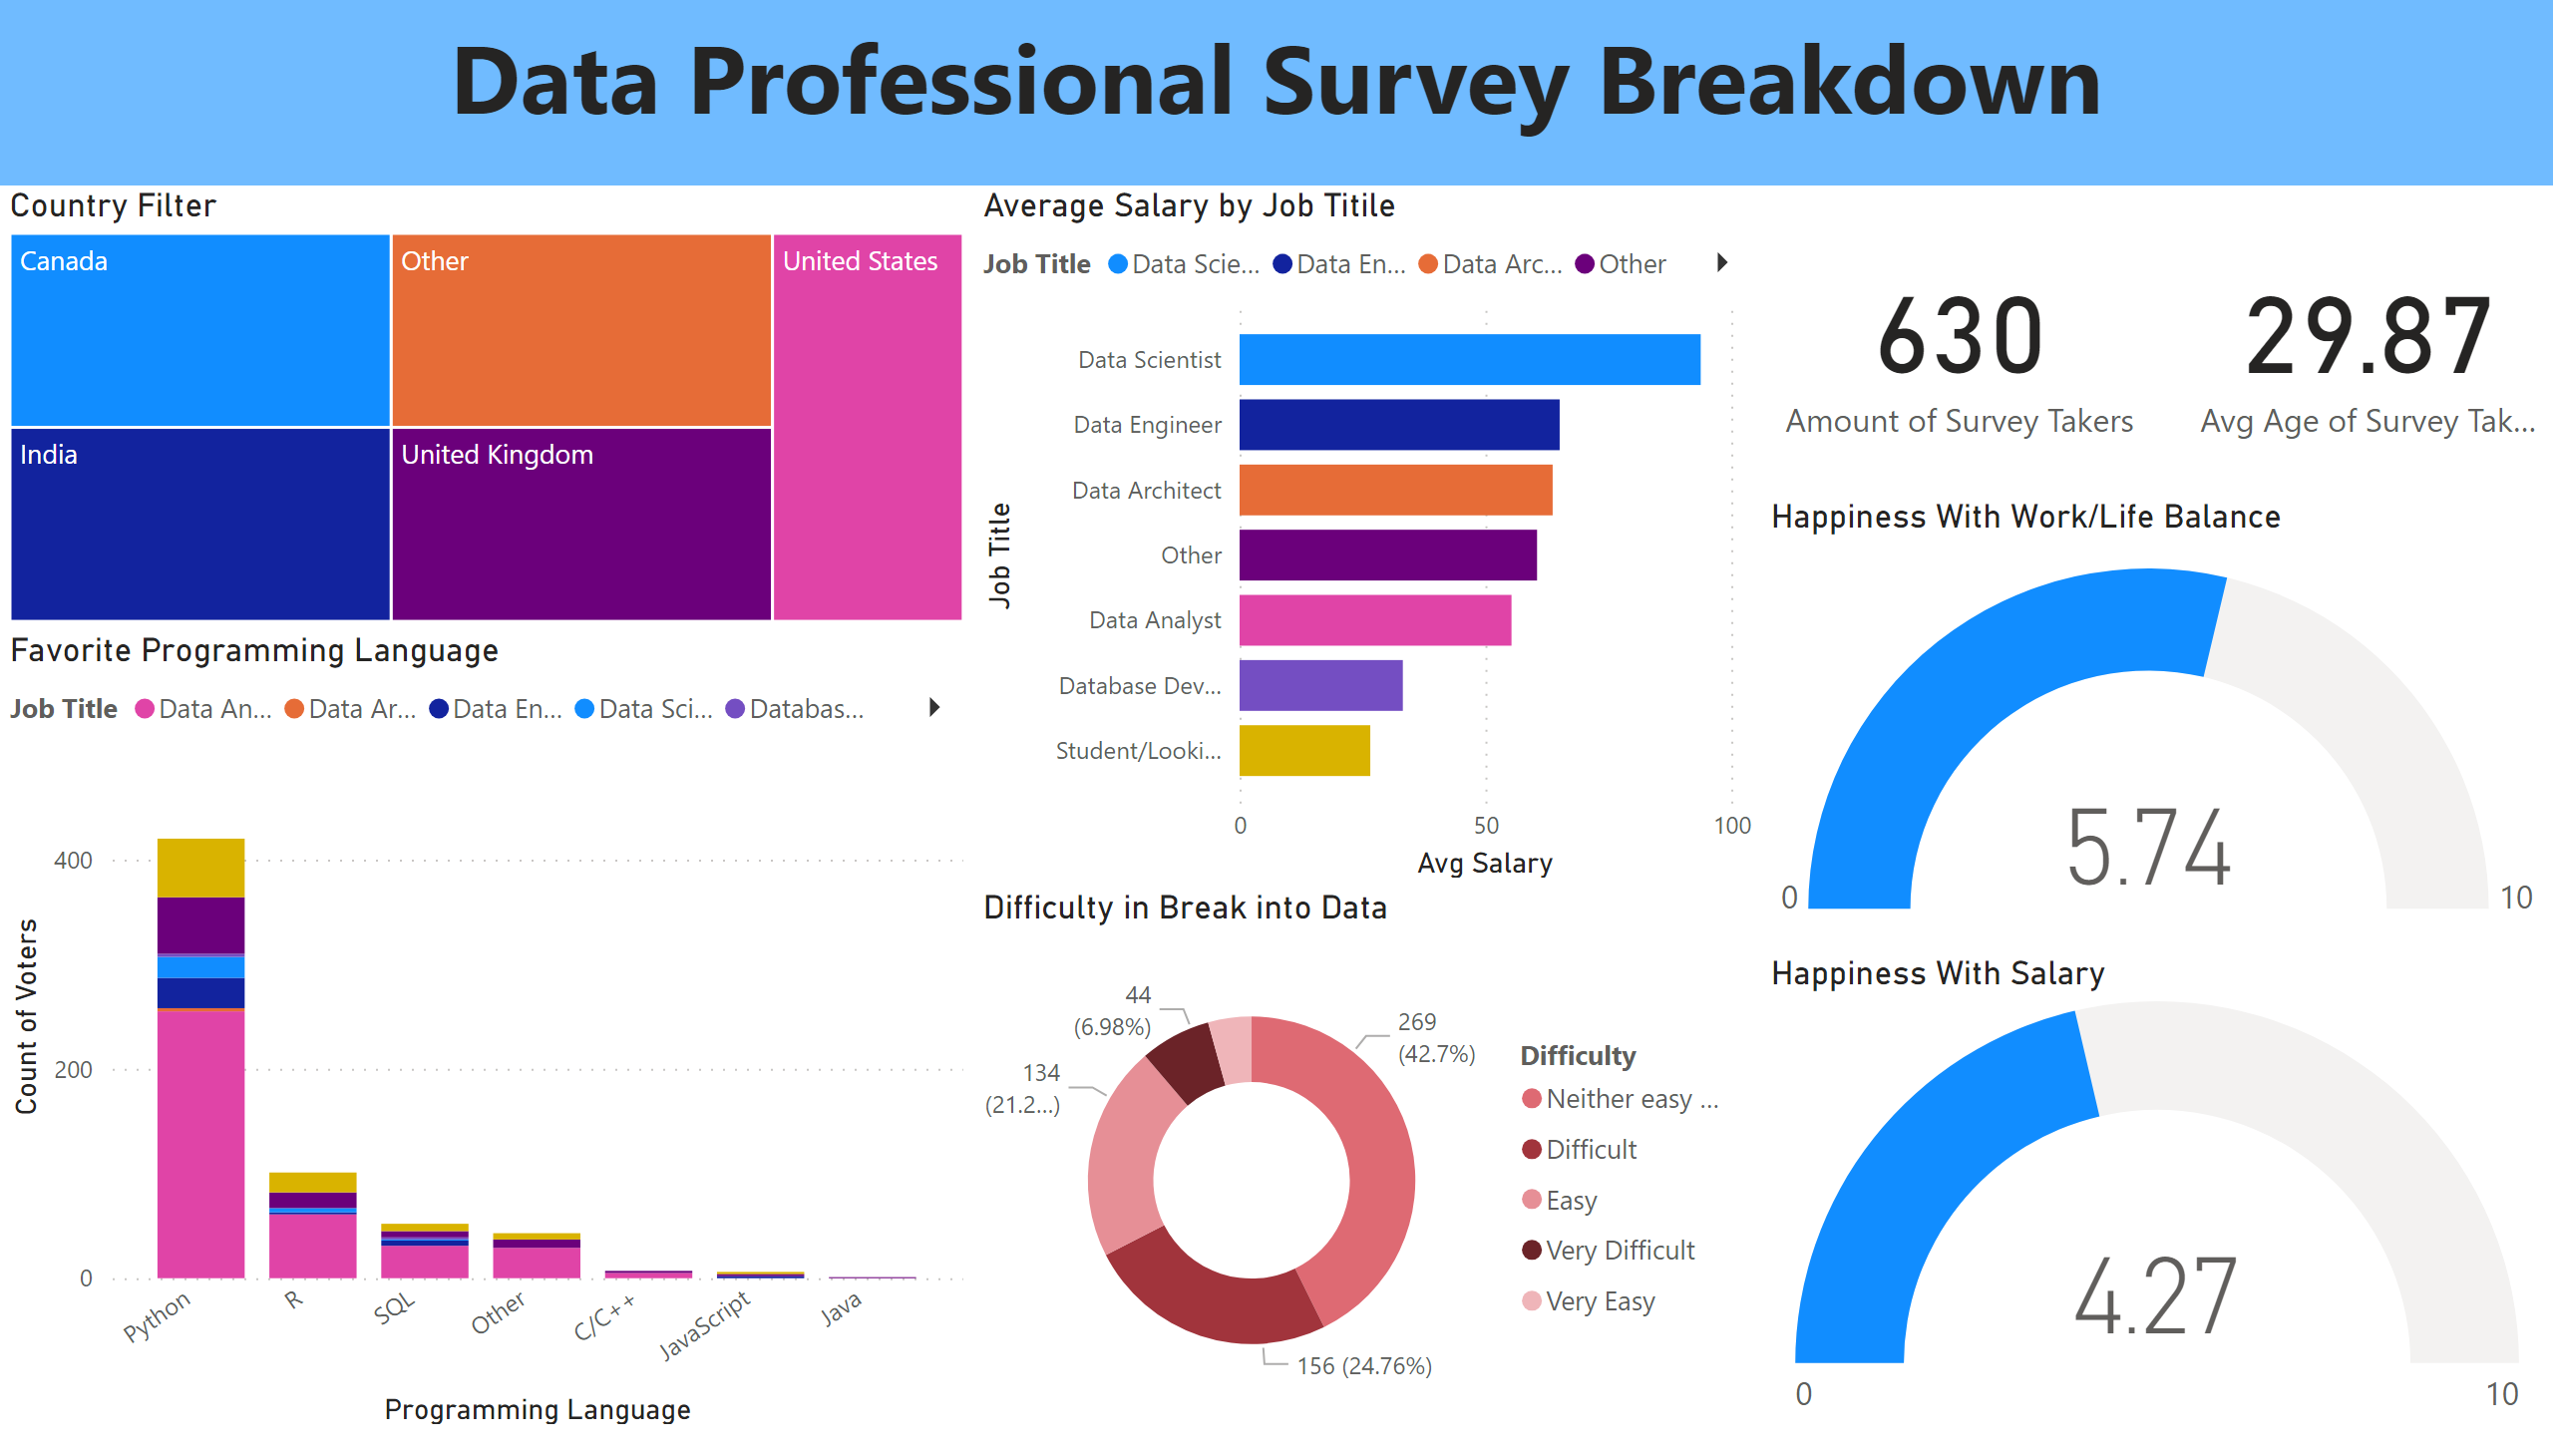 Data Professional Survey Breakdown
Country Filter
Canada
Other
United States
India
United Kingdom
Favorite Programming Language
Job Title Data An... Data Ar... Data En... Data Sci... Databas...
Count of Voters
400
200
0
Python
R
SQL
Other
C/C++
JavaScript
Java
Programming Language
Average Salary by Job Titile
Job Title Data Scie... Data En... Data Arc... Other
Job Title
Data Scientist
Data Engineer
Data Architect
Other
Data Analyst
Database Dev...
Student/Looki...
0 50 100
Avg Salary
Difficulty in Break into Data
44
(6.98%)
269
(42.7%)
134
(21.2...)
156 (24.76%)
Difficulty
Neither easy ...
Difficult
Easy
Very Difficult
Very Easy
630
Amount of Survey Takers
29.87
Avg Age of Survey Tak...
Happiness With Work/Life Balance
5.74
0 10
Happiness With Salary
4.27
0 10